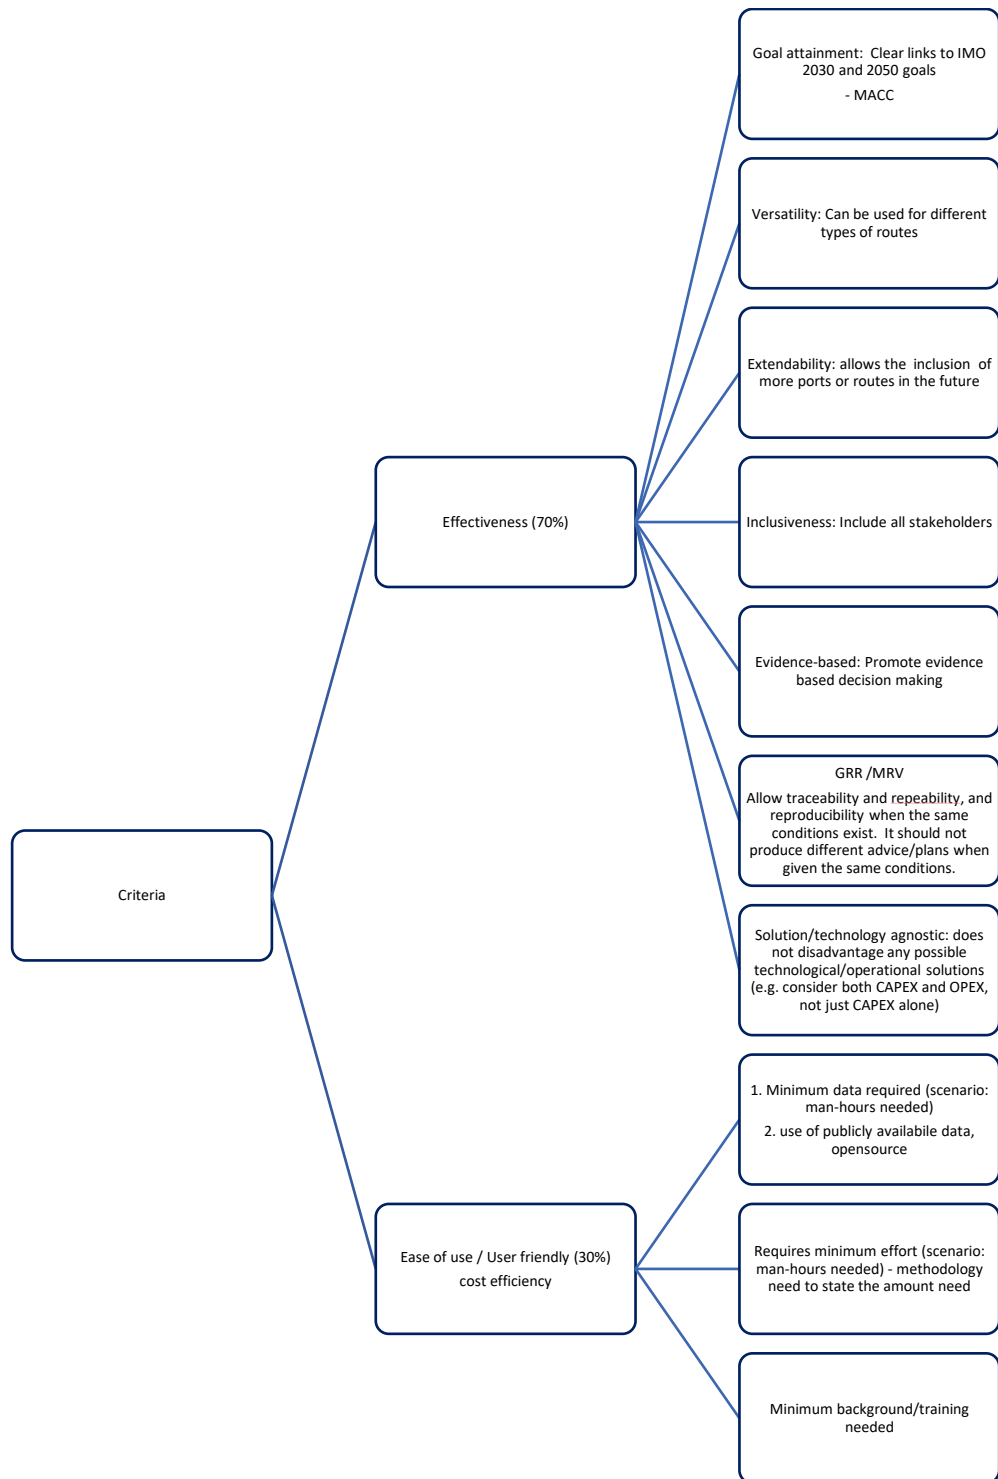 Criteria
Effectiveness (70%)
Goal attainment:  Clear links to IMO
2030 and 2050 goals
- MACC
Versatility: Can be used for different
types of routes
Extendability: allows the inclusion  of
more ports or routes in the future
Inclusiveness: Include all stakeholders
Evidence-based: Promote evidence
based decision making
GRR /MRV
Allow traceability and repeability, and
reproducibility when the same
conditions exist.  It should not
produce different advice/plans when
given the same conditions.
Solution/technology agnostic: does
not disadvantage any possible
technological/operational solutions
(e.g. consider both CAPEX and OPEX,
not just CAPEX alone)
Ease of use / User friendly (30%)
cost efficiency
1. Minimum data required (scenario:
man-hours needed)
2. use of publicly availabile data,
opensource
Requires minimum effort (scenario:
man-hours needed) - methodology
need to state the amount need
Minimum background/training
needed